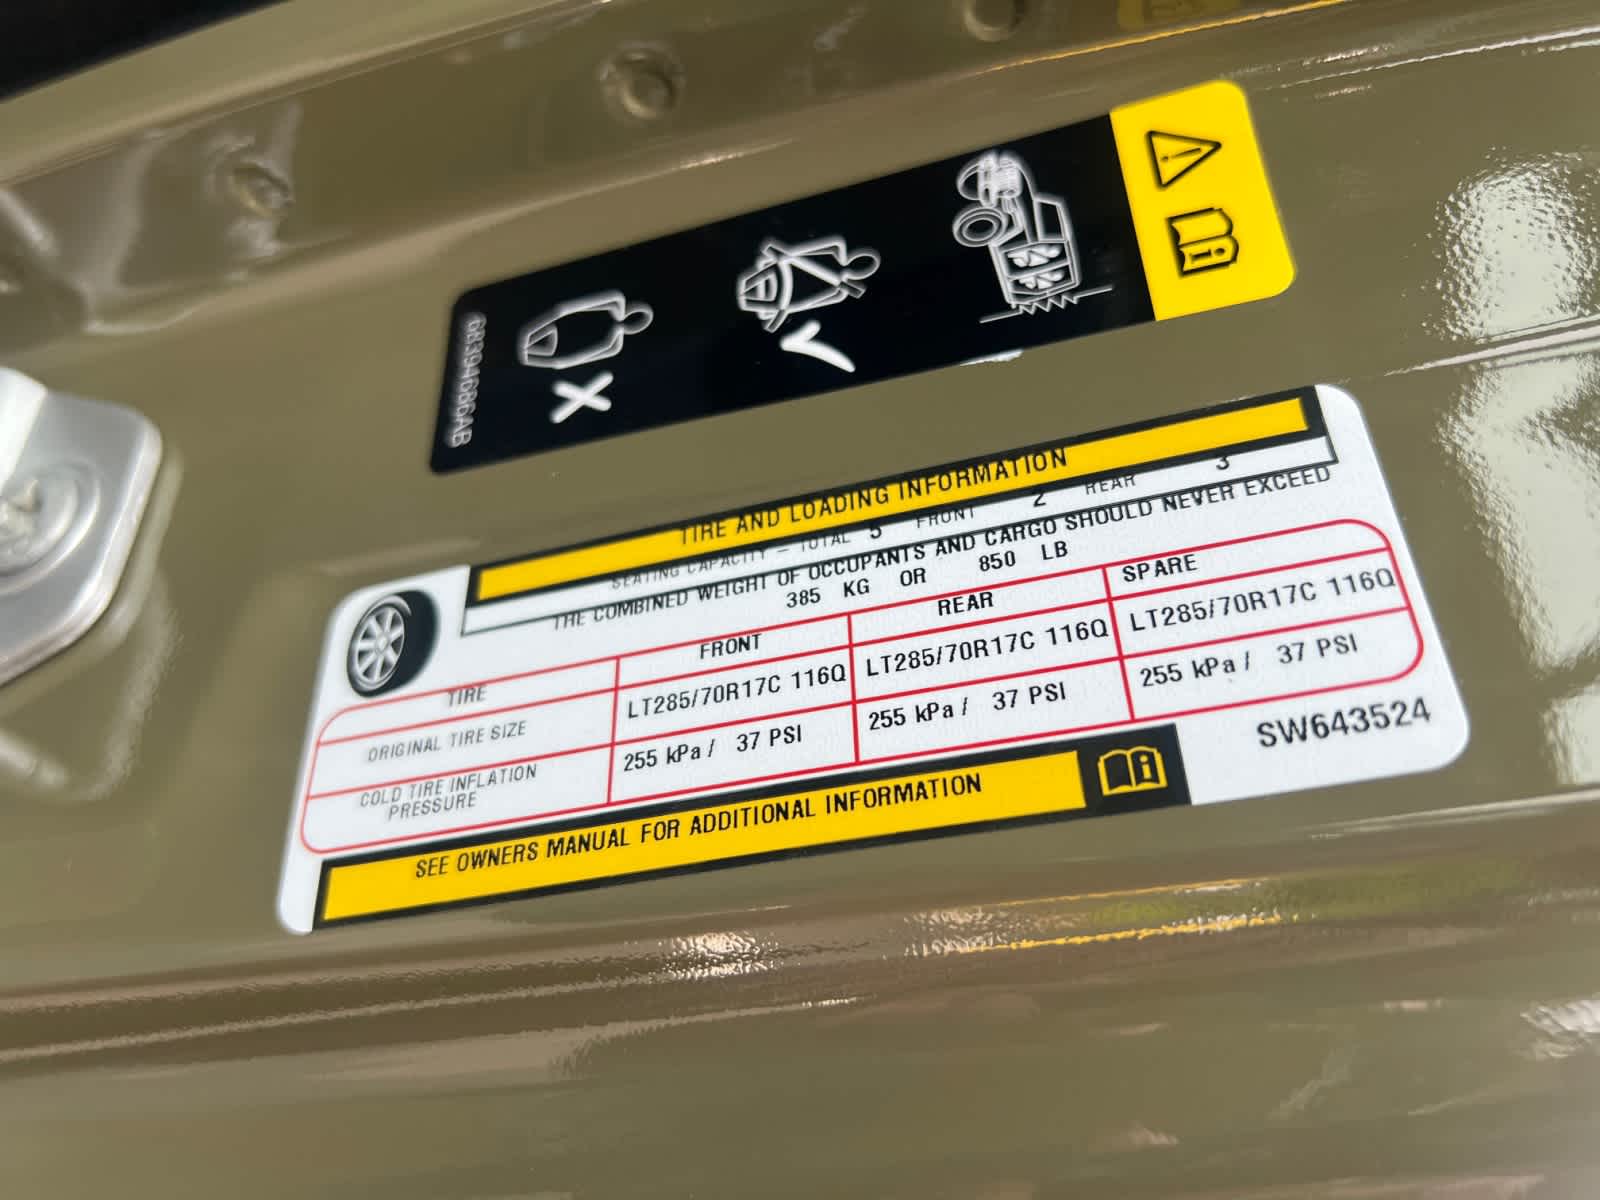 68394086AB
TIRE AND LOADING INFORMATION
SEATING CAPACITY – TOTAL 5 FRONT 2 REAR 3
THE COMBINED WEIGHT OF OCCUPANTS AND CARGO SHOULD NEVER EXCEED
385 KG OR 850 LB
TIRE FRONT REAR SPARE
ORIGINAL TIRE SIZE LT285/70R17C 116Q LT285/70R17C 116Q LT285/70R17C 116Q
COLD TIRE INFLATION
PRESSURE 255 kPa / 37 PSI 255 kPa / 37 PSI 255 kPa / 37 PSI
SEE OWNERS MANUAL FOR ADDITIONAL INFORMATION
SW643524